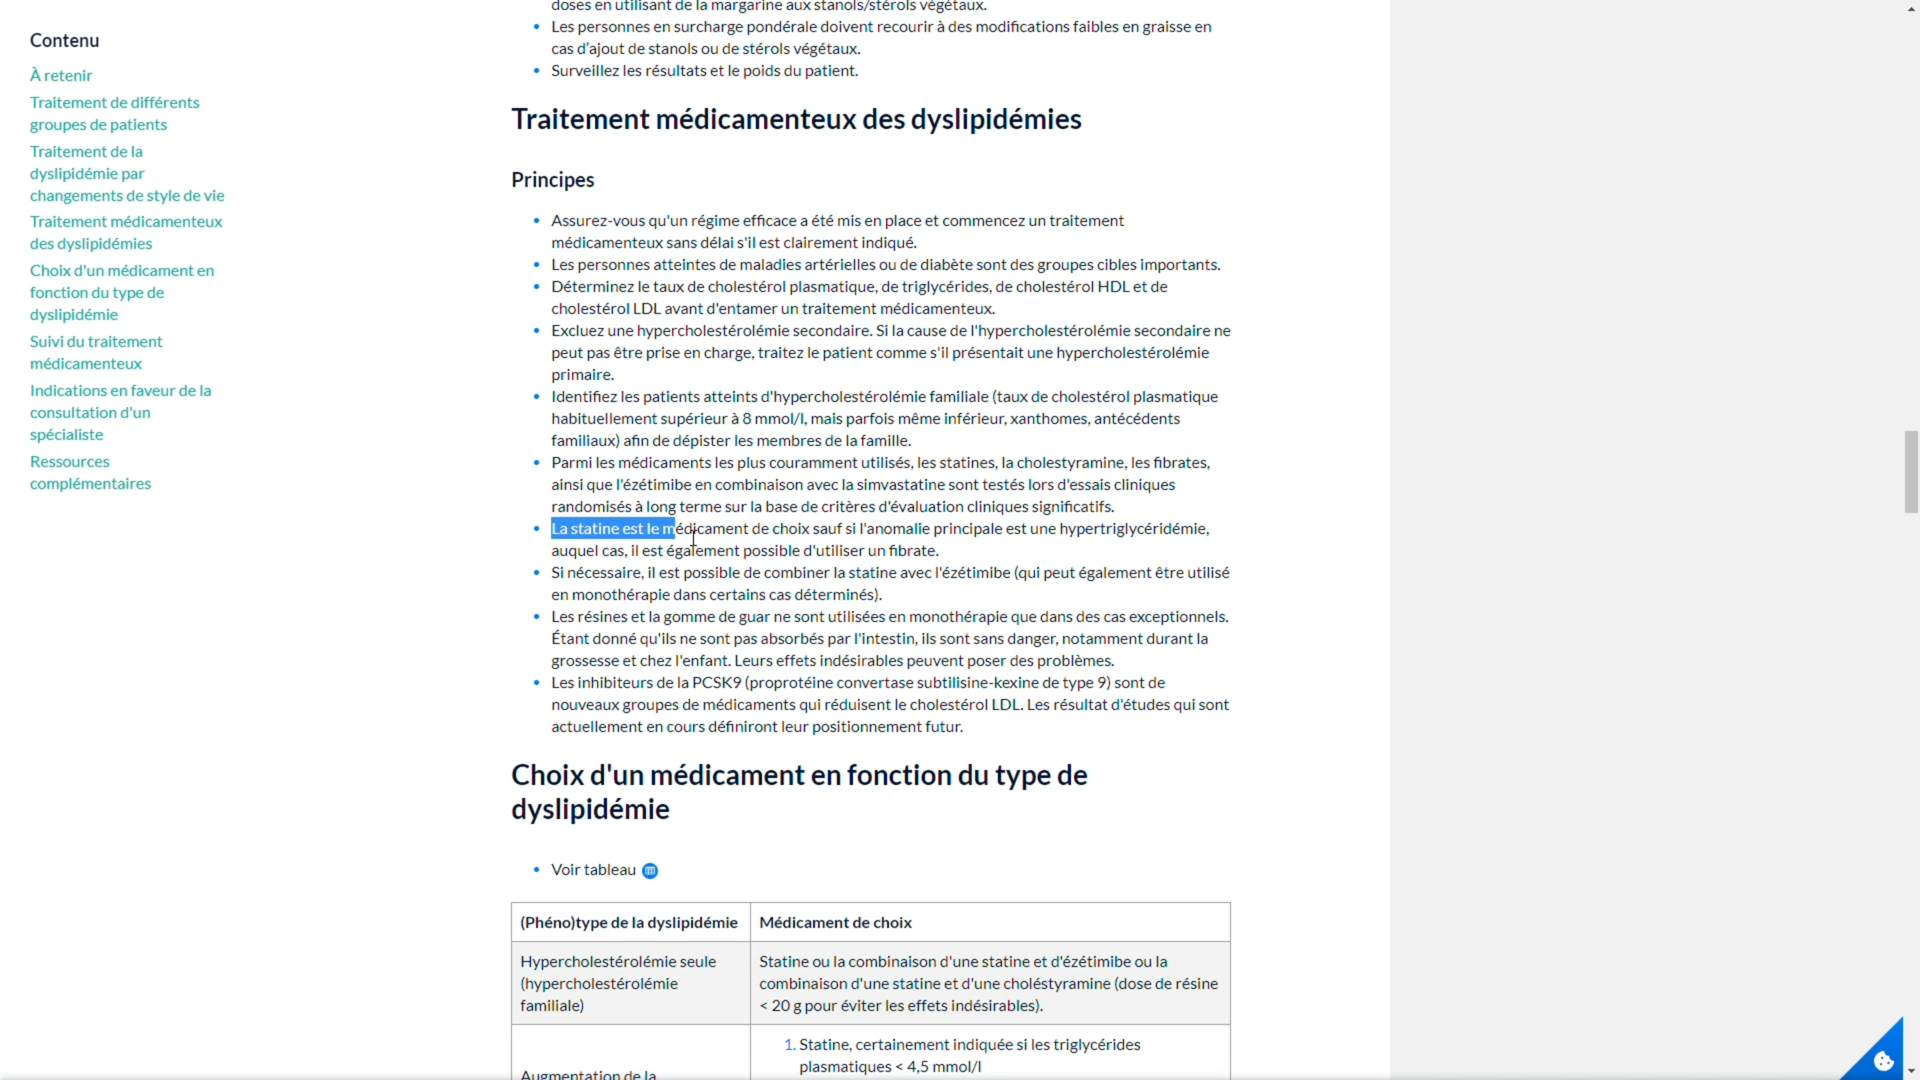 Contenu
À retenir
Traitement de différents
groupes de patients
Traitement de la
dyslipidémie par
changements de style de vie
Traitement médicamenteux
des dyslipidémies
Choix d'un médicament en
fonction du type de
dyslipidémie
Suivi du traitement
médicamenteux
Indications en faveur de la
consultation d'un
spécialiste
Ressources
complémentaires
doses en utilisant de la margarine aux stanols/stérols végétaux.
• Les personnes en surcharge pondérale doivent recourir à des modifications faibles en graisse en
cas d'ajout de stanols ou de stérols végétaux.
• Surveillez les résultats et le poids du patient.
Traitement médicamenteux des dyslipidémies
Principes
• Assurez-vous qu'un régime efficace a été mis en place et commencez un traitement
médicamenteux sans délai s'il est clairement indiqué.
• Les personnes atteintes de maladies artérielles ou de diabète sont des groupes cibles importants.
• Déterminez le taux de cholestérol plasmatique, de triglycérides, de cholestérol HDL et de
cholestérol LDL avant d'entamer un traitement médicamenteux.
• Excluez une hypercholestérolémie secondaire. Si la cause de l'hypercholestérolémie secondaire ne
peut pas être prise en charge, traitez le patient comme s'il présentait une hypercholestérolémie
primaire.
• Identifiez les patients atteints d'hypercholestérolémie familiale (taux de cholestérol plasmatique
habituellement supérieur à 8 mmol/l, mais parfois même inférieur, xanthomes, antécédents
familiaux) afin de dépister les membres de la famille.
• Parmi les médicaments les plus couramment utilisés, les statines, la cholestyramine, les fibrates,
ainsi que l'ézétimibe en combinaison avec la simvastatine sont testés lors d'essais cliniques
randomisés à long terme sur la base de critères d'évaluation cliniques significatifs.
• La statine est le médicament de choix sauf si l'anomalie principale est une hypertriglycéridémie,
auquel cas, il est également possible d'utiliser un fibrate.
• Si nécessaire, il est possible de combiner la statine avec l'ézétimibe (qui peut également être utilisé
en monothérapie dans certains cas déterminés).
• Les résines et la gomme de guar ne sont utilisées en monothérapie que dans des cas exceptionnels.
Étant donné qu'ils ne sont pas absorbés par l'intestin, ils sont sans danger, notamment durant la
grossesse et chez l'enfant. Leurs effets indésirables peuvent poser des problèmes.
• Les inhibiteurs de la PCSK9 (proprotéine convertase subtilisine-kexine de type 9) sont de
nouveaux groupes de médicaments qui réduisent le cholestérol LDL. Les résultat d'études qui sont
actuellement en cours définiront leur positionnement futur.
Choix d'un médicament en fonction du type de
dyslipidémie
• Voir tableau
(Phéno)type de la dyslipidémie
Médicament de choix
Hypercholestérolémie seule
(hypercholestérolémie
familiale)
Statine ou la combinaison d'une statine et d'ézétimibe ou la
combinaison d'une statine et d'une choléstyramine (dose de résine
< 20 g pour éviter les effets indésirables).
Augmentation de la
1. Statine, certainement indiquée si les triglycérides
plasmatiques < 4,5 mmol/l